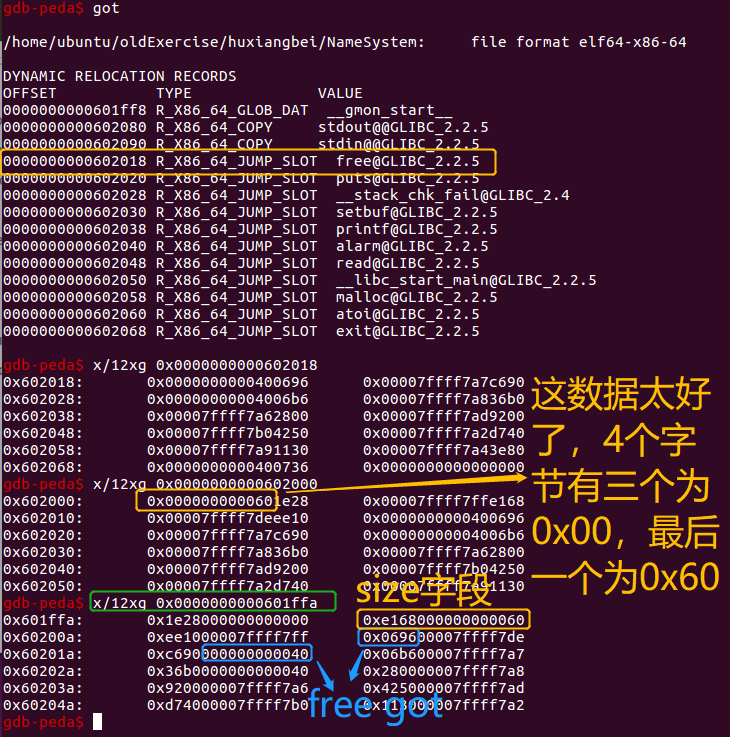 gdb-peda$ got
/home/ubuntu/oldExercise/huxiangbei/NameSystem:     file format elf64-x86-64
DYNAMIC RELOCATION RECORDS
OFFSET           TYPE              VALUE
0000000000601ff8 R_X86_64_GLOB_DAT  __gmon_start__
0000000000602080 R_X86_64_COPY     stdout@@GLIBC_2.2.5
0000000000602090 R_X86_64_COPY     stdin@@GLIBC_2.2.5
0000000000602018 R_X86_64_JUMP_SLOT  free@GLIBC_2.2.5
0000000000602020 R_X86_64_JUMP_SLOT  puts@GLIBC_2.2.5
0000000000602028 R_X86_64_JUMP_SLOT  __stack_chk_fail@GLIBC_2.4
0000000000602030 R_X86_64_JUMP_SLOT  setbuf@GLIBC_2.2.5
0000000000602038 R_X86_64_JUMP_SLOT  printf@GLIBC_2.2.5
0000000000602040 R_X86_64_JUMP_SLOT  alarm@GLIBC_2.2.5
0000000000602048 R_X86_64_JUMP_SLOT  read@GLIBC_2.2.5
0000000000602050 R_X86_64_JUMP_SLOT  __libc_start_main@GLIBC_2.2.5
0000000000602058 R_X86_64_JUMP_SLOT  malloc@GLIBC_2.2.5
0000000000602060 R_X86_64_JUMP_SLOT  atoi@GLIBC_2.2.5
0000000000602068 R_X86_64_JUMP_SLOT  exit@GLIBC_2.2.5
gdb-peda$ x/12xg 0x0000000000602018
0x602018:       0x0000000000400696      0x00007ffff7a7c690
0x602028:       0x00000000004006b6      0x00007ffff7a836b0
0x602038:       0x00007ffff7a62800      0x00007ffff7ad9200
0x602048:       0x00007ffff7b04250      0x00007ffff7a2d740
0x602058:       0x00007ffff7a91130      0x00007ffff7a43e80
0x602068:       0x0000000000400736      0x0000000000000000
gdb-peda$ x/12xg 0x0000000000602000
0x602000:       0x0000000000601e28      0x00007ffff7ffe168
0x602010:       0x00007ffff7deee10      0x0000000000400696
0x602020:       0x00007ffff7a7c690      0x00000000004006b6
0x602030:       0x00007ffff7a836b0      0x00007ffff7a62800
0x602040:       0x00007ffff7ad9200      0x00007ffff7b04250
0x602050:       0x00007ffff7a2d740      0x00007ffff7a91130
gdb-peda$ x/12xg 0x0000000000601ffa
0x601ffa:       0x1e28000000000000      0xe168000000000060
0x60200a:       0xee1000007ffff7ff      0x069600007ffff7de
0x60201a:       0xc690000000000040      0x06b600007ffff7a7
0x60202a:       0x36b0000000000040      0x280000007ffff7a8
0x60203a:       0x920000007ffff7a6      0x425000007ffff7ad
0x60204a:       0xd74000007ffff7b0      0x113000007ffff7a2
gdb-peda$
这数据太好
了，4个字
节有三个为
0x00，最后
一个为0x60
size字段
free got